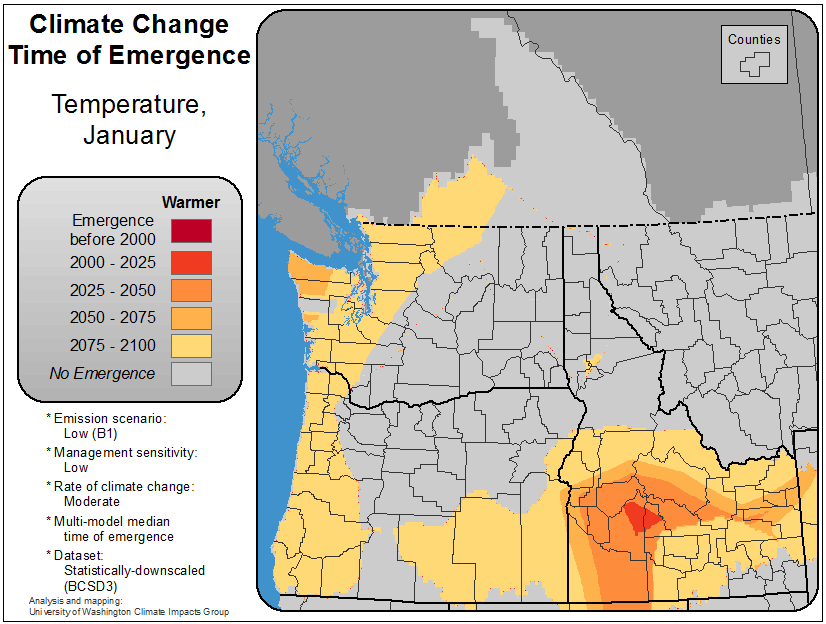 Climate Change
Time of Emergence
Temperature,
January
Warmer
Emergence
before 2000
2000 - 2025
2025 - 2050
2050 - 2075
2075 - 2100
No Emergence
* Emission scenario:
Low (B1)
* Management sensitivity:
Low
* Rate of climate change:
Moderate
* Multi-model median
time of emergence
* Dataset:
Statistically-downscaled
(BCSD3)
Analysis and mapping:
University of Washington Climate Impacts Group
Counties